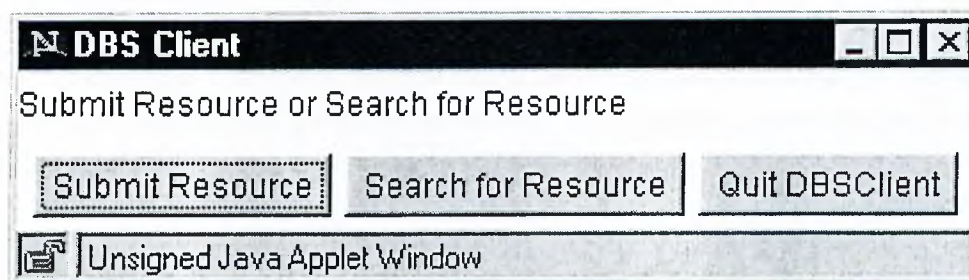 N DBS Client
Submit Resource or Search for Resource
Submit Resource Search for Resource Quit DBSClient
Unsigned Java Applet Window